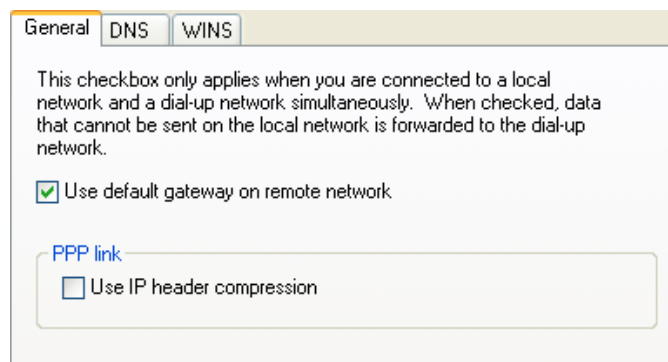 General DNS WINS
This checkbox only applies when you are connected to a local
network and a dial-up network simultaneously.  When checked, data
that cannot be sent on the local network is forwarded to the dial-up
network.
Use default gateway on remote network
PPP link
Use IP header compression